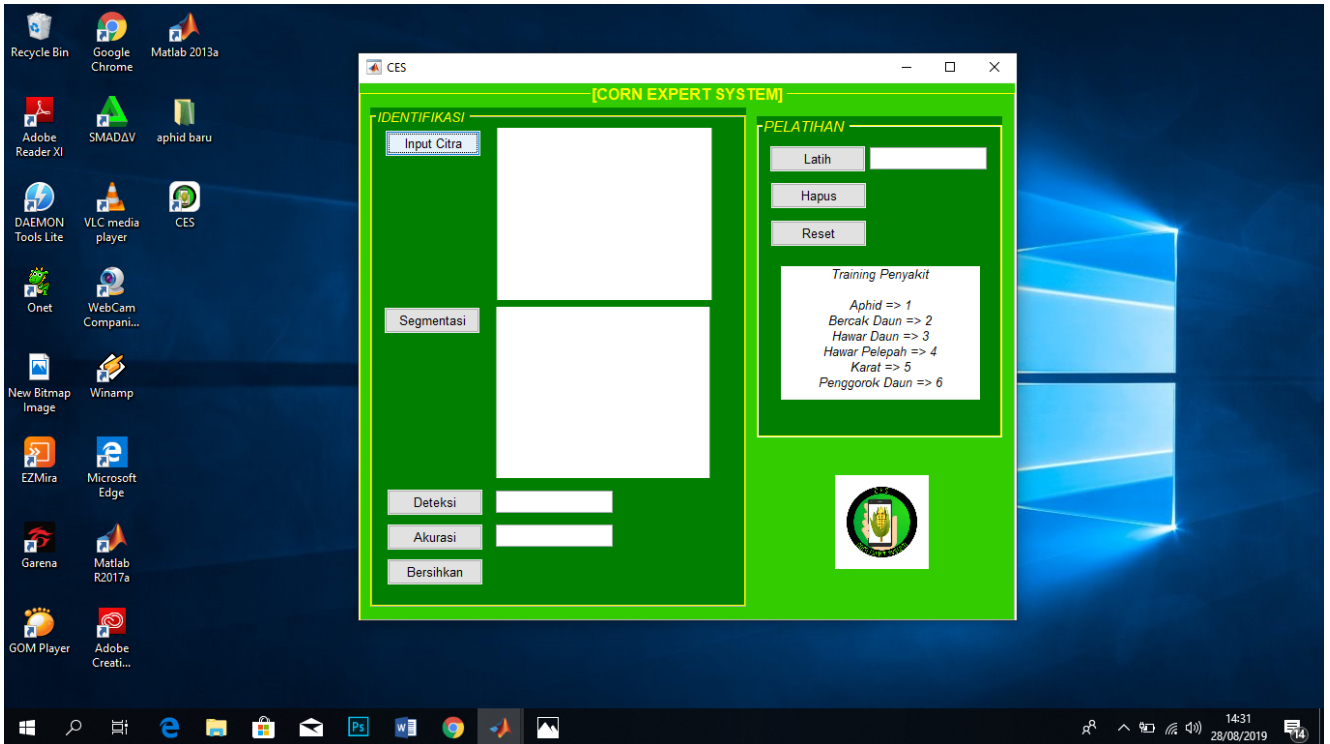 Recycle Bin
Google
Chrome
Matlab 2013a
Adobe
Reader XI
SMADΔV
aphid baru
DAEMON
Tools Lite
VLC media
player
CES
Onet
WebCam
Compani...
New Bitmap
Image
Winamp
EZMira
Microsoft
Edge
Garena
Matlab
R2017a
GOM Player
Adobe
Creati...
CES
[CORN EXPERT SYSTEM]
IDENTIFIKASI
Input Citra
Segmentasi
Deteksi
Akurasi
Bersihkan
PELATIHAN
Latih
Hapus
Reset
Training Penyakit
Aphid => 1
Bercak Daun => 2
Hawar Daun => 3
Hawar Pelepah => 4
Karat => 5
Penggorok Daun => 6
Ps
W
14:31
28/08/2019
14